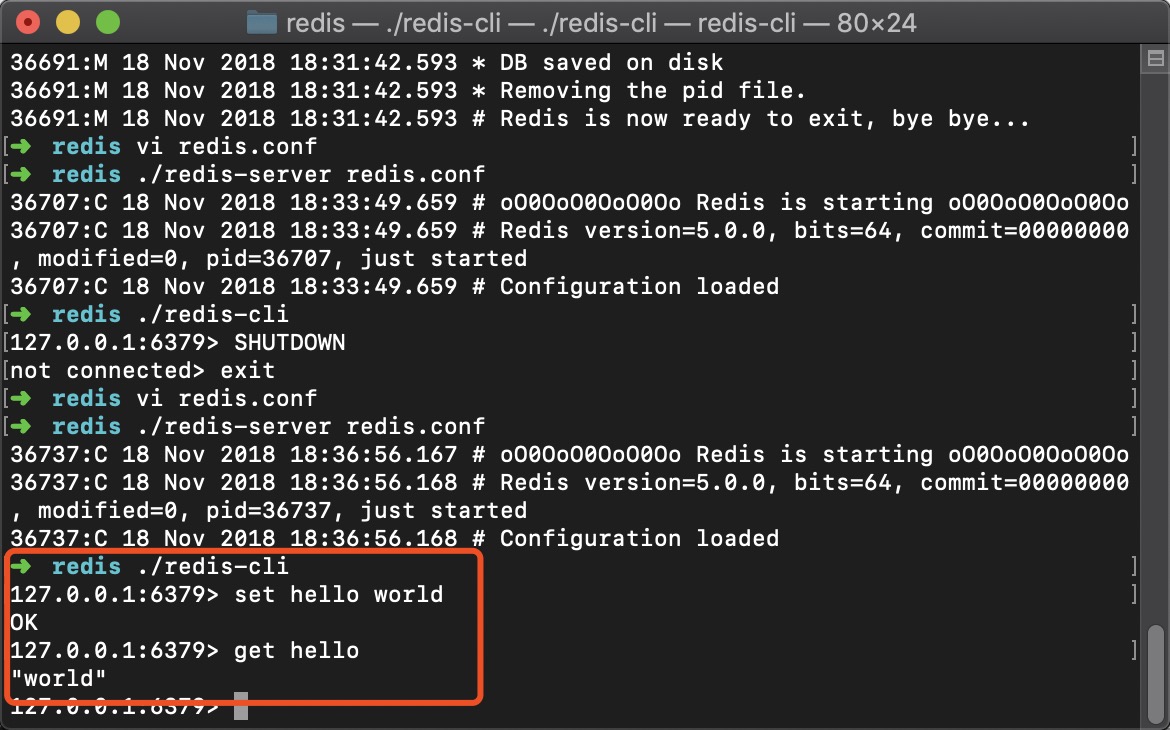 redis — ./redis-cli — ./redis-cli — redis-cli — 80×24
36691:M 18 Nov 2018 18:31:42.593 * DB saved on disk
36691:M 18 Nov 2018 18:31:42.593 * Removing the pid file.
36691:M 18 Nov 2018 18:31:42.593 # Redis is now ready to exit, bye bye...
[➜  redis vi redis.conf ]
[➜  redis ./redis-server redis.conf ]
36707:C 18 Nov 2018 18:33:49.659 # oO0OoO0OoO0Oo Redis is starting oO0OoO0OoO0Oo
36707:C 18 Nov 2018 18:33:49.659 # Redis version=5.0.0, bits=64, commit=00000000
, modified=0, pid=36707, just started
36707:C 18 Nov 2018 18:33:49.659 # Configuration loaded
[➜  redis ./redis-cli ]
[127.0.0.1:6379> SHUTDOWN ]
[not connected> exit ]
[➜  redis vi redis.conf ]
[➜  redis ./redis-server redis.conf ]
36737:C 18 Nov 2018 18:36:56.167 # oO0OoO0OoO0Oo Redis is starting oO0OoO0OoO0Oo
36737:C 18 Nov 2018 18:36:56.168 # Redis version=5.0.0, bits=64, commit=00000000
, modified=0, pid=36737, just started
36737:C 18 Nov 2018 18:36:56.168 # Configuration loaded
➜  redis ./redis-cli ]
127.0.0.1:6379> set hello world ]
OK
127.0.0.1:6379> get hello ]
"world"
127.0.0.1:6379>